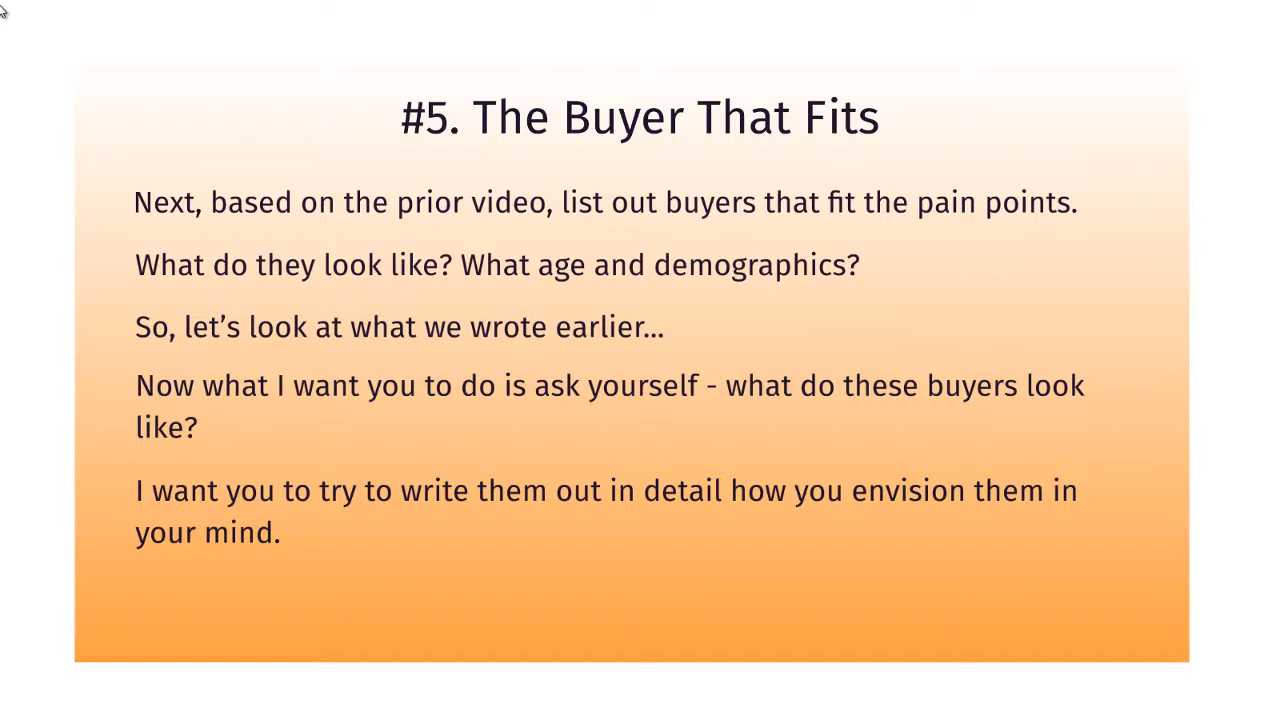 #5. The Buyer That Fits
Next, based on the prior video, list out buyers that fit the pain points.
What do they look like? What age and demographics?
So, let’s look at what we wrote earlier…
Now what I want you to do is ask yourself - what do these buyers look
like?
I want you to try to write them out in detail how you envision them in
your mind.